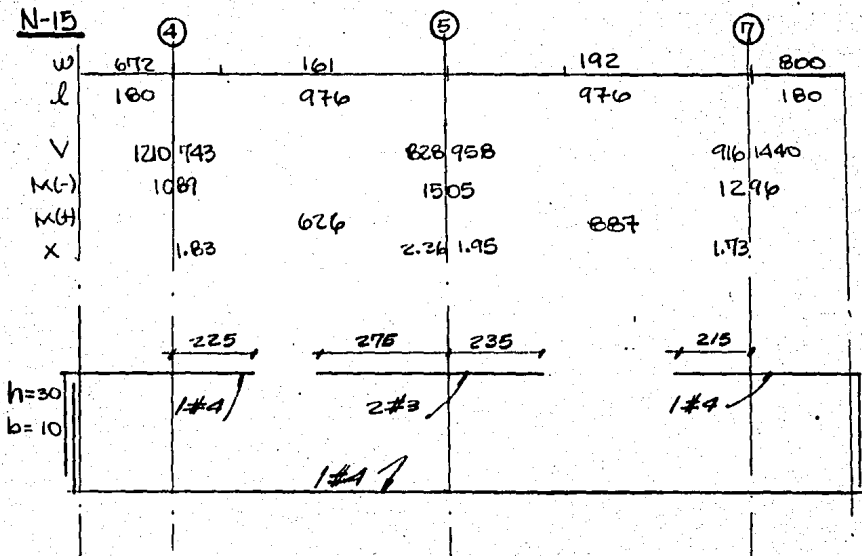 N-15
4 5 7
w 672 161 192 800
l 180 976 976 180
V 1210 743 828 958 916 1440
M(-) 1089 1505 1296
M(+) 626 887
X 1.83 2.26 1.95 1.73
225 275 235 215
h=30
b=10
1#4 2#3 1#4
1#4